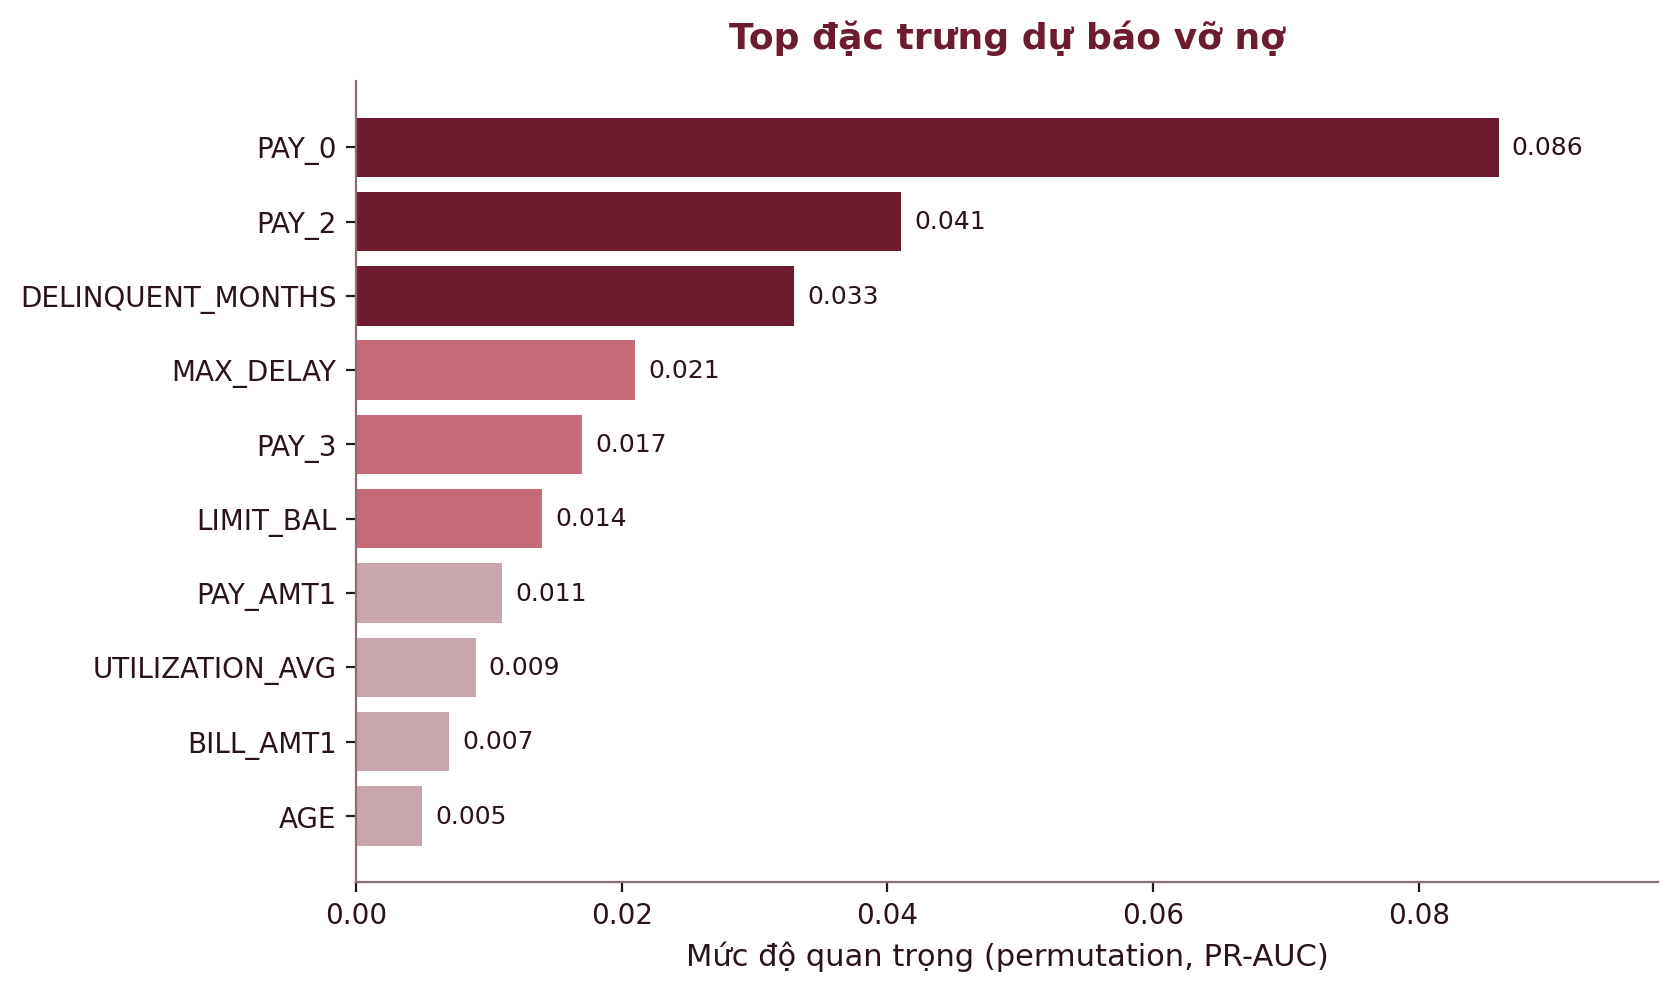 Top đặc trưng dự báo vỡ nợ
PAY_0
0.086
PAY_2
0.041
DELINQUENT_MONTHS
0.033
MAX_DELAY
0.021
PAY_3
0.017
LIMIT_BAL
0.014
PAY_AMT1
0.011
UTILIZATION_AVG
0.009
BILL_AMT1
0.007
AGE
0.005
0.00 0.02 0.04 0.06 0.08
Mức độ quan trọng (permutation, PR-AUC)